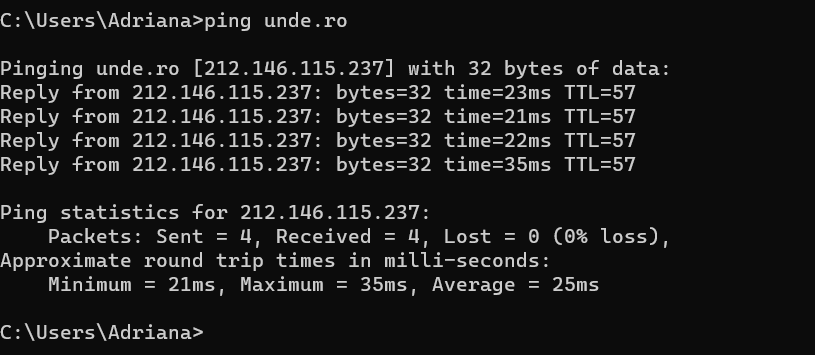 C:\Users\Adriana>ping unde.ro
Pinging unde.ro [212.146.115.237] with 32 bytes of data:
Reply from 212.146.115.237: bytes=32 time=23ms TTL=57
Reply from 212.146.115.237: bytes=32 time=21ms TTL=57
Reply from 212.146.115.237: bytes=32 time=22ms TTL=57
Reply from 212.146.115.237: bytes=32 time=35ms TTL=57
Ping statistics for 212.146.115.237:
    Packets: Sent = 4, Received = 4, Lost = 0 (0% loss),
Approximate round trip times in milli-seconds:
    Minimum = 21ms, Maximum = 35ms, Average = 25ms
C:\Users\Adriana>